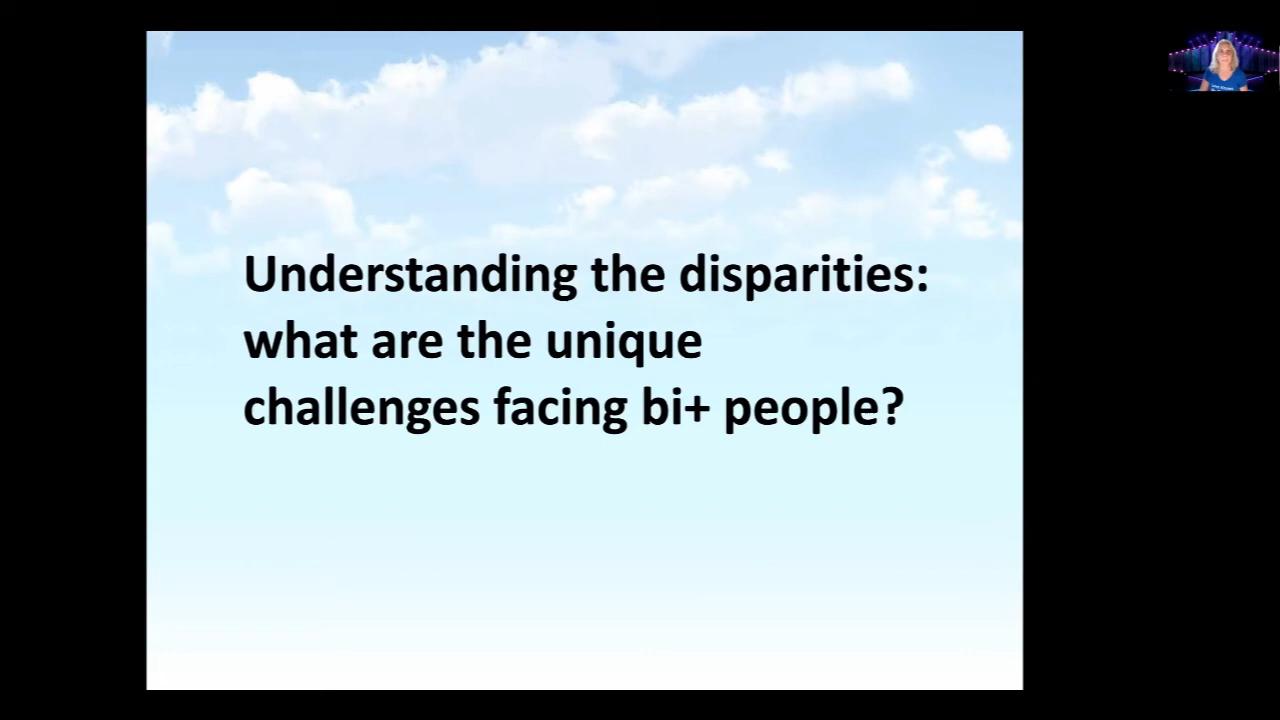 Understanding the disparities:
what are the unique
challenges facing bi+ people?